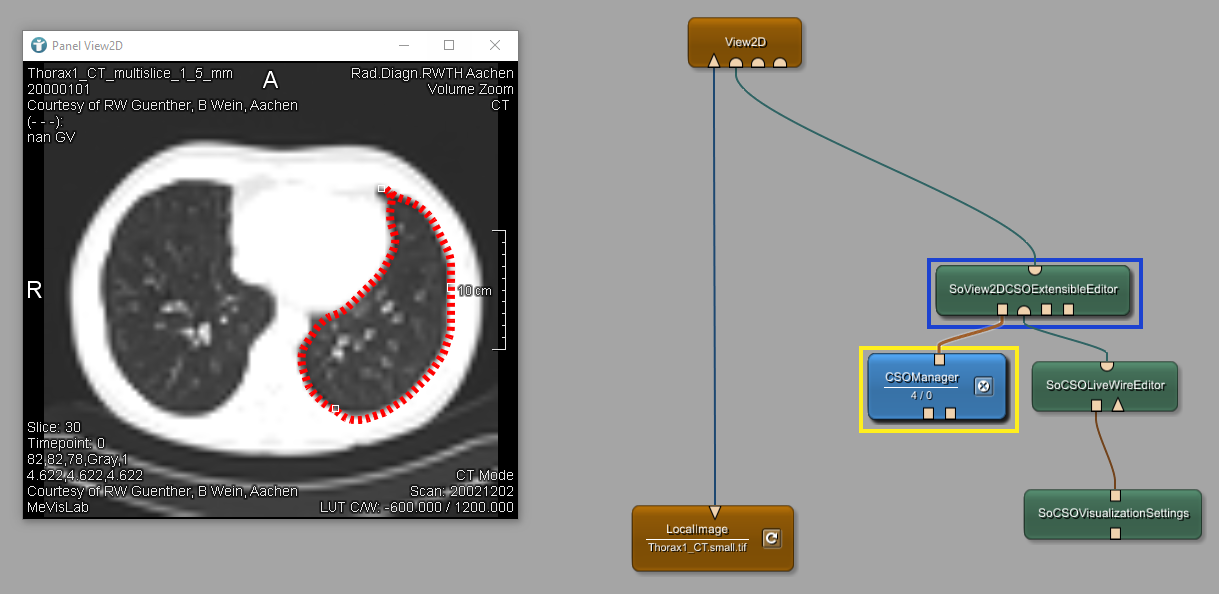 Panel View2D
Thorax1_CT_multislice_1_5_mm
20000101
Courtesy of RW Guenther, B Wein, Aachen
(- - -):
nan GV
A
Rad.Diagn.RWTH Aachen
Volume Zoom
CT
R
10 cm
Slice: 30
Timepoint: 0
82,82,78,Gray,1
4.622,4.622,4.622
Courtesy of RW Guenther, B Wein, Aachen
MeVisLab
CT Mode
Scan: 20021202
LUT C/W: -600.000 / 1200.000
View2D
SoView2DCSOExtensibleEditor
CSOManager
4 / 0
SoCSOLiveWireEditor
SoCSOVisualizationSettings
LocalImage
Thorax1_CT.small.tif